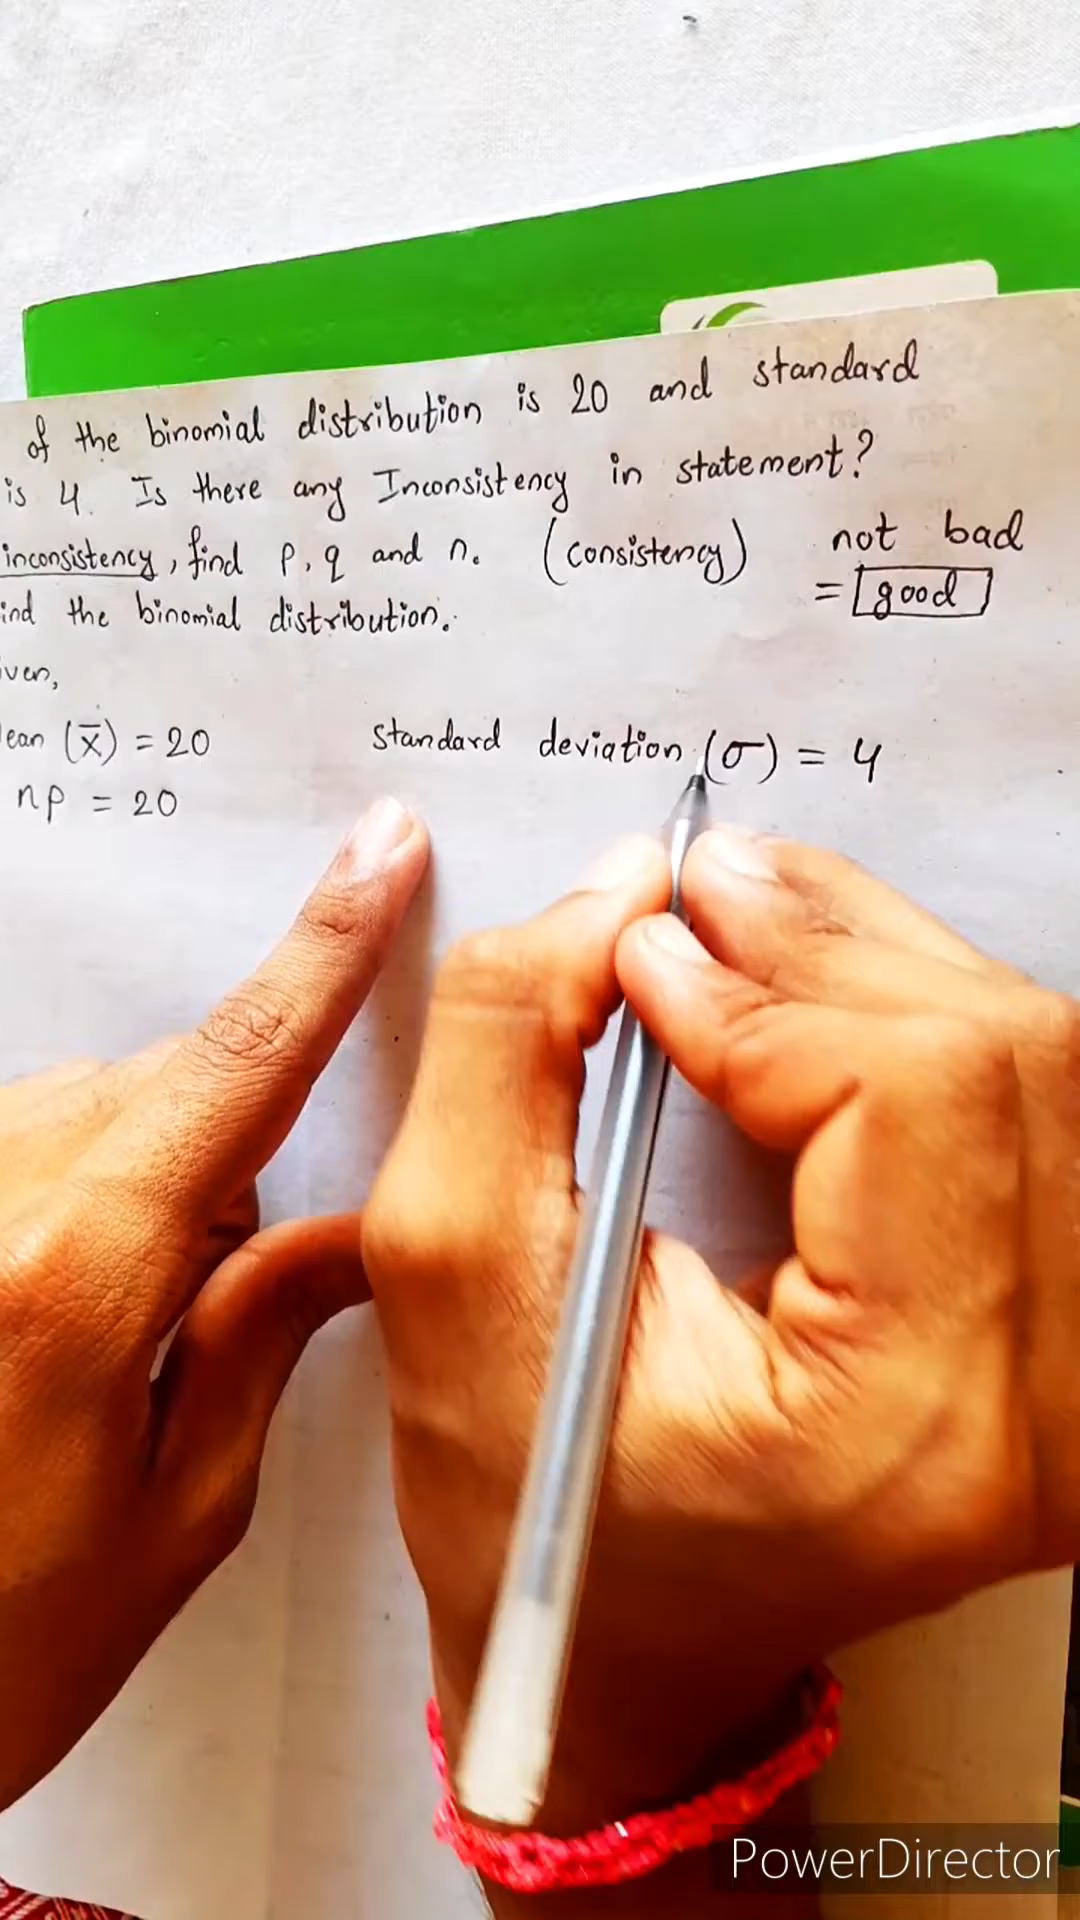 of the binomial distribution is 20 and standard
is 4. Is there any Inconsistency in statement?
inconsistency, find p, q and n. (consistency) not bad
= good
ind the binomial distribution.
iven,
ean (x̄) = 20 standard deviation (σ) = 4
np = 20
PowerDirector